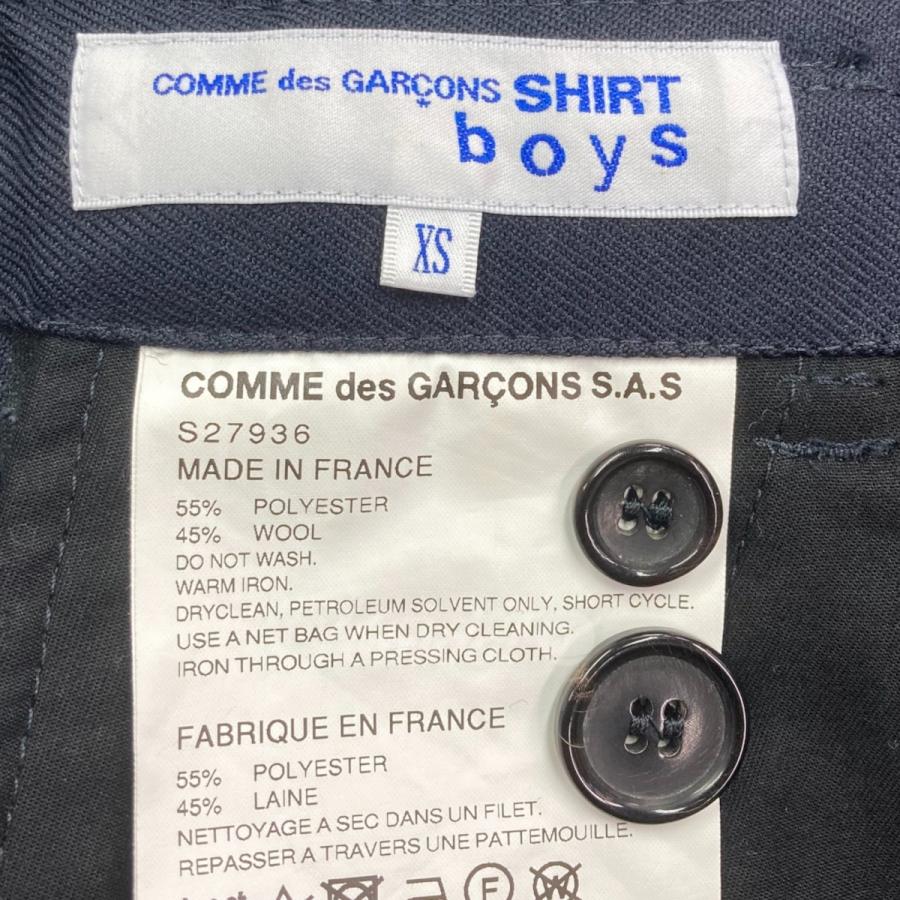 COMME des GARÇONS SHIRT
boys
XS
COMME des GARÇONS S.A.S
S27936
MADE IN FRANCE
55% POLYESTER
45% WOOL
DO NOT WASH.
WARM IRON.
DRYCLEAN, PETROLEUM SOLVENT ONLY, SHORT CYCLE.
USE A NET BAG WHEN DRY CLEANING.
IRON THROUGH A PRESSING CLOTH.
FABRIQUE EN FRANCE
55% POLYESTER
45% LAINE
NETTOYAGE A SEC DANS UN FILET.
REPASSER A TRAVERS UNE PATTEMOUILLE.
F